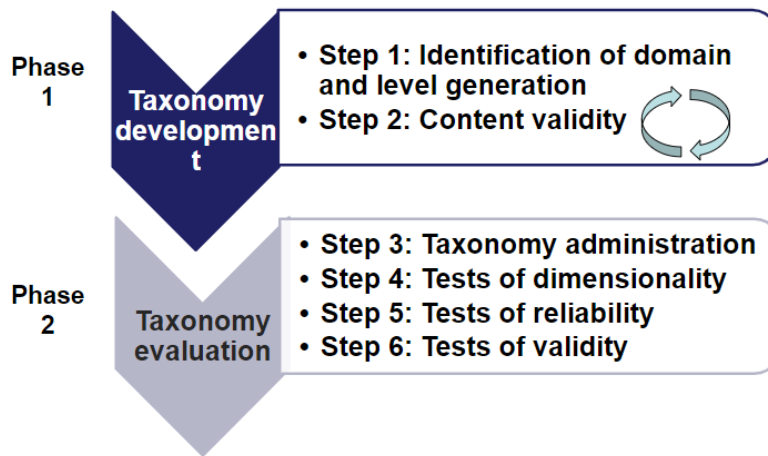 Phase
1
Taxonomy
developmen
t
• Step 1: Identification of domain
and level generation
• Step 2: Content validity
Phase
2
Taxonomy
evaluation
• Step 3: Taxonomy administration
• Step 4: Tests of dimensionality
• Step 5: Tests of reliability
• Step 6: Tests of validity